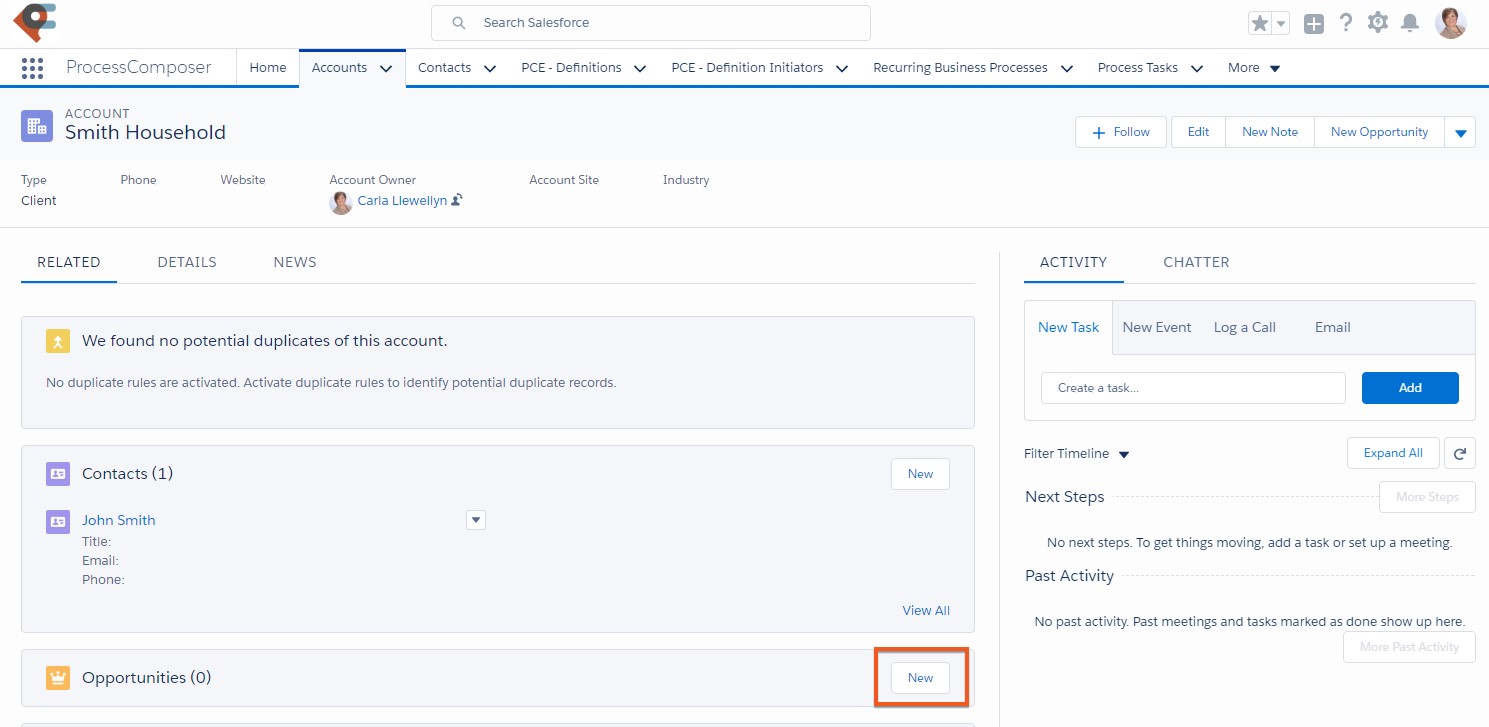 Search Salesforce
ProcessComposer Home Accounts Contacts PCE - Definitions PCE - Definition Initiators Recurring Business Processes Process Tasks More
ACCOUNT
Smith Household
+ Follow Edit New Note New Opportunity
Type Phone Website Account Owner Account Site Industry
Client Carla Llewellyn
RELATED DETAILS NEWS
We found no potential duplicates of this account.
No duplicate rules are activated. Activate duplicate rules to identify potential duplicate records.
Contacts (1) New
John Smith
Title:
Email:
Phone:
View All
Opportunities (0) New
ACTIVITY CHATTER
New Task New Event Log a Call Email
Create a task... Add
Filter Timeline Expand All
Next Steps More Steps
No next steps. To get things moving, add a task or set up a meeting.
Past Activity
No past activity. Past meetings and tasks marked as done show up here.
More Past Activity